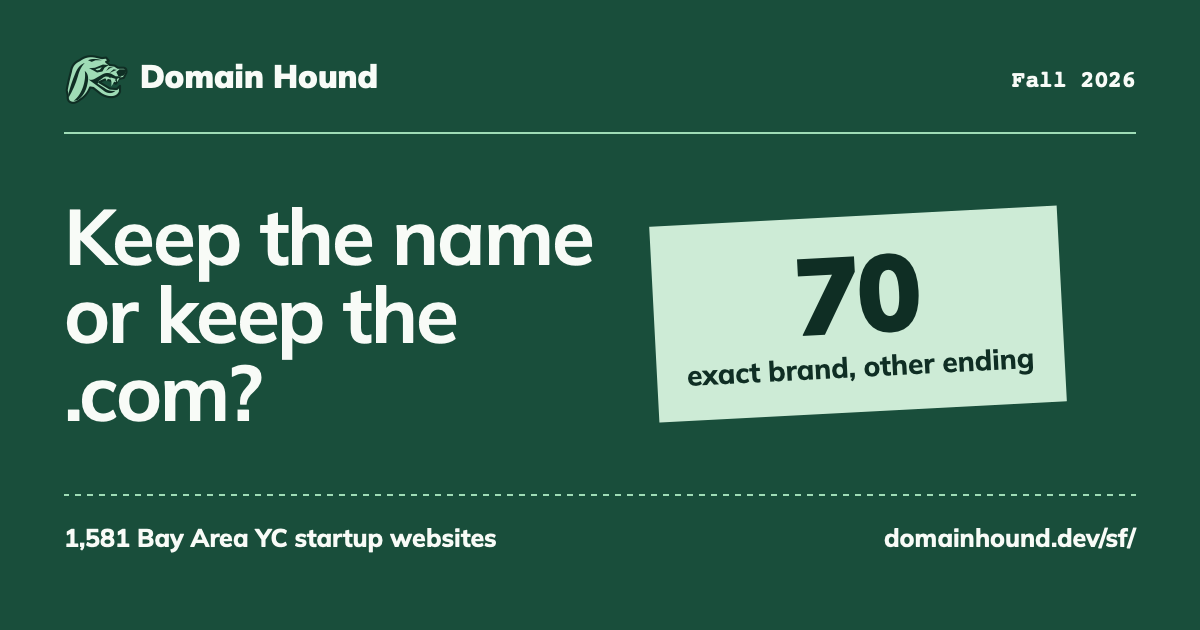 Domain Hound
Fall 2026
Keep the name
or keep the
.com?
70
exact brand, other ending
1,581 Bay Area YC startup websites
domainhound.dev/sf/